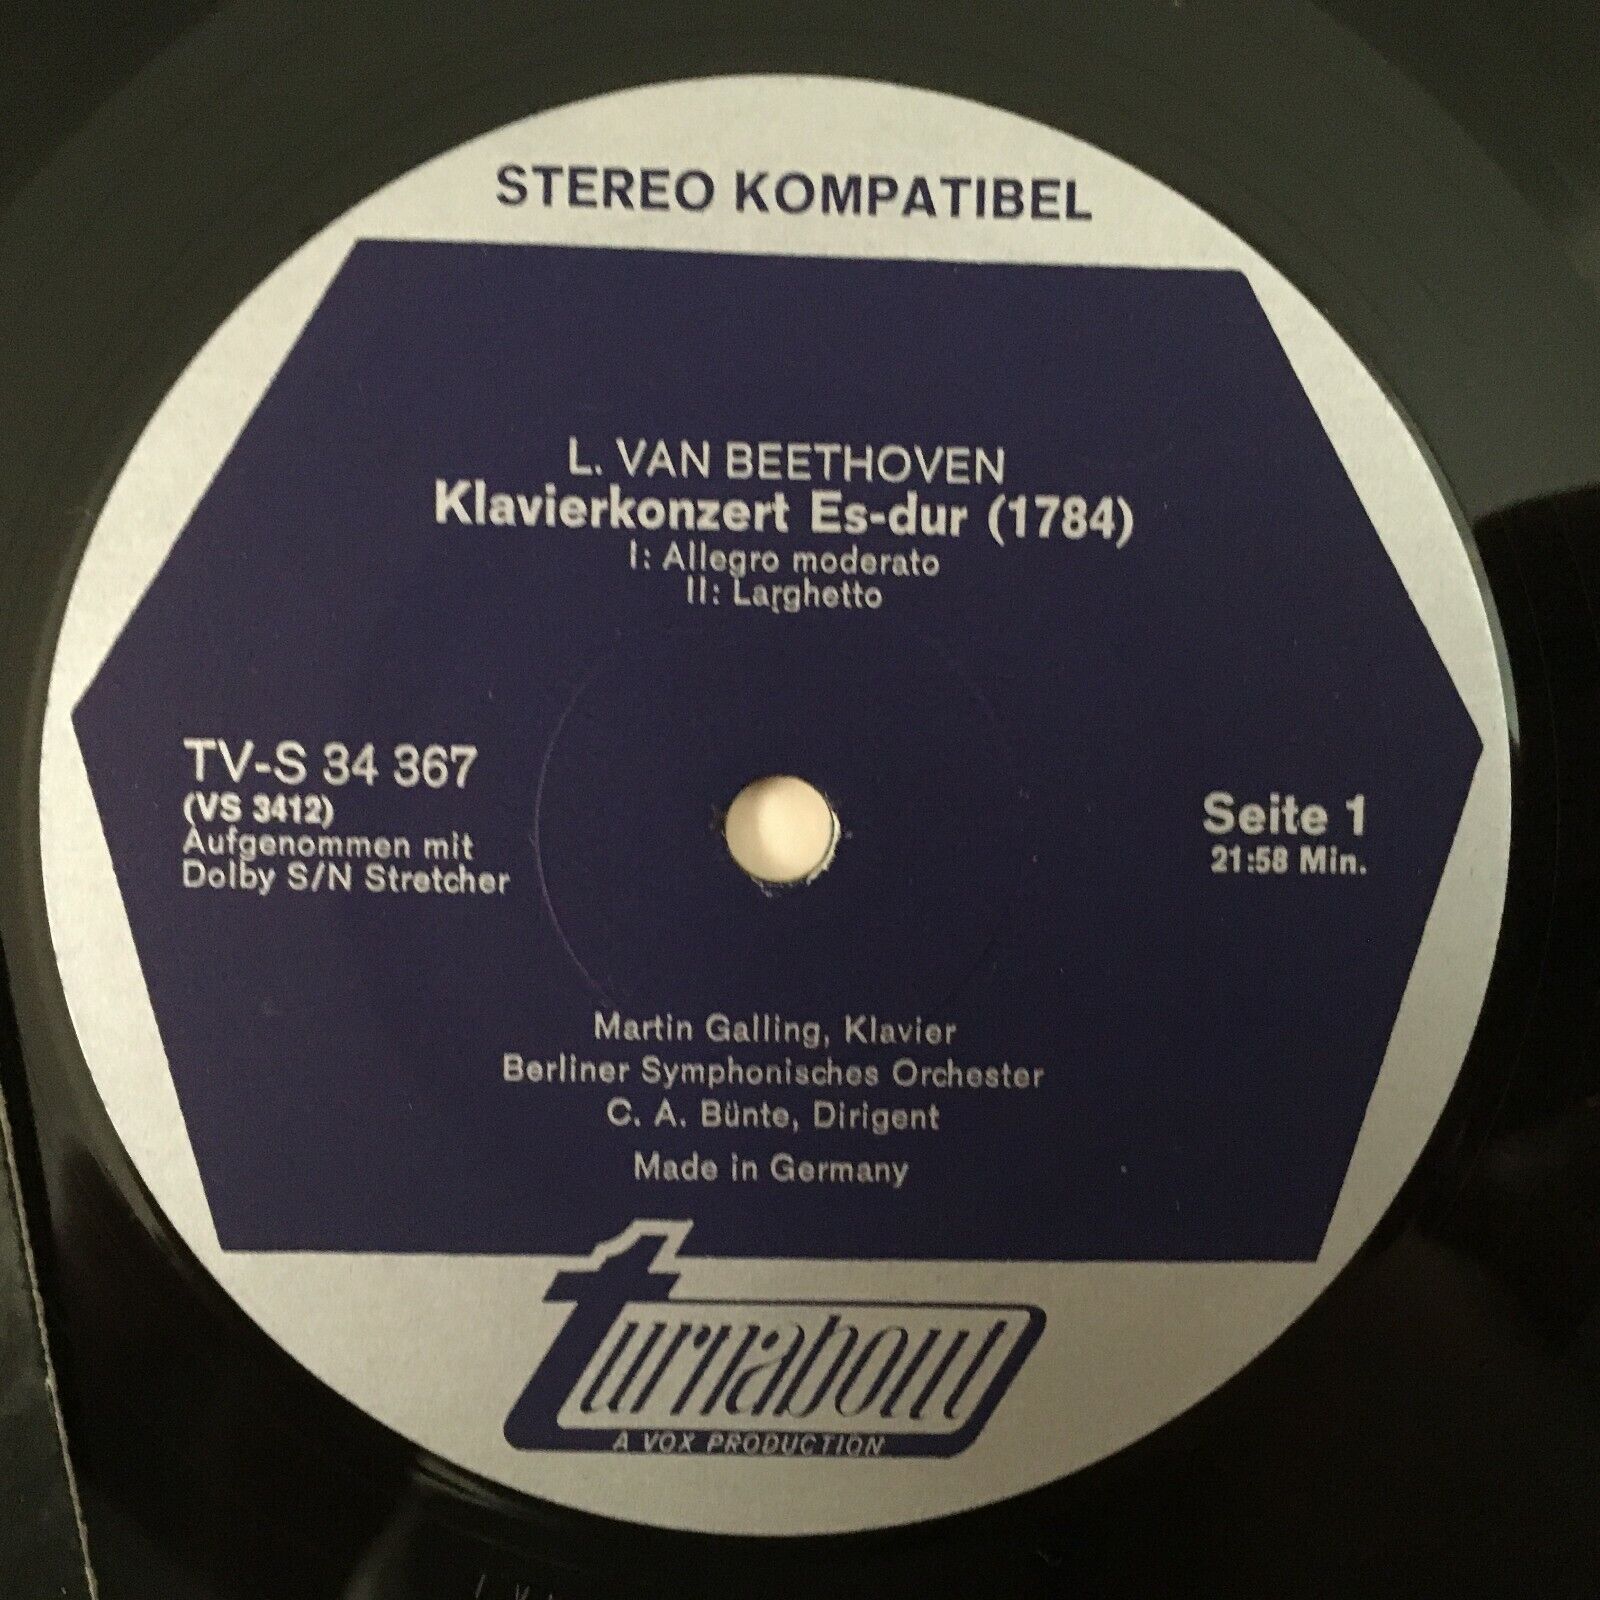 STEREO KOMPATIBEL
L. VAN BEETHOVEN
Klavierkonzert Es-dur (1784)
I: Allegro moderato
II: Larghetto
TV-S 34 367
(VS 3412)
Aufgenommen mit
Dolby S/N Stretcher
Seite 1
21:58 Min.
Martin Galling, Klavier
Berliner Symphonisches Orchester
C. A. Bünte, Dirigent
Made in Germany
turnabout
A VOX PRODUCTION